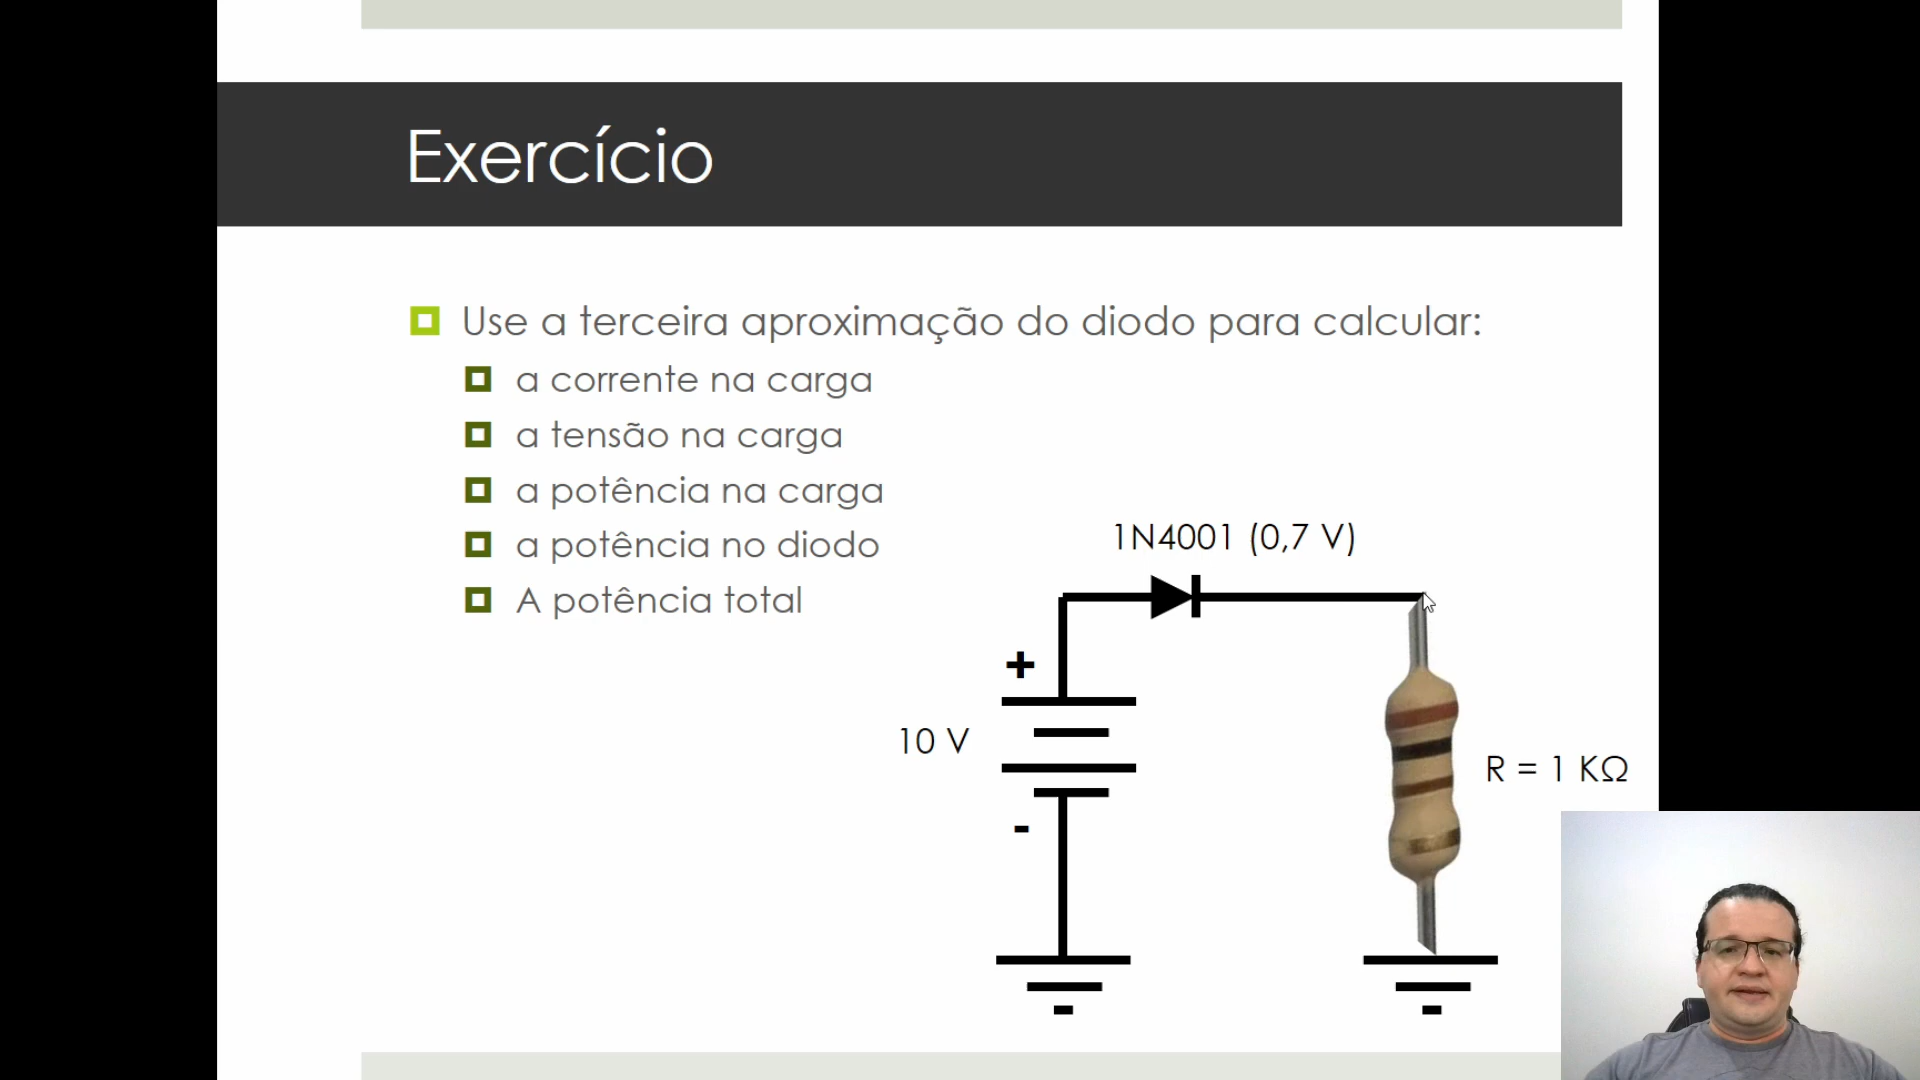 Exercício
Use a terceira aproximação do diodo para calcular:
a corrente na carga
a tensão na carga
a potência na carga
a potência no diodo
A potência total
1N4001 (0,7 V)
+
10 V
-
R = 1 KΩ